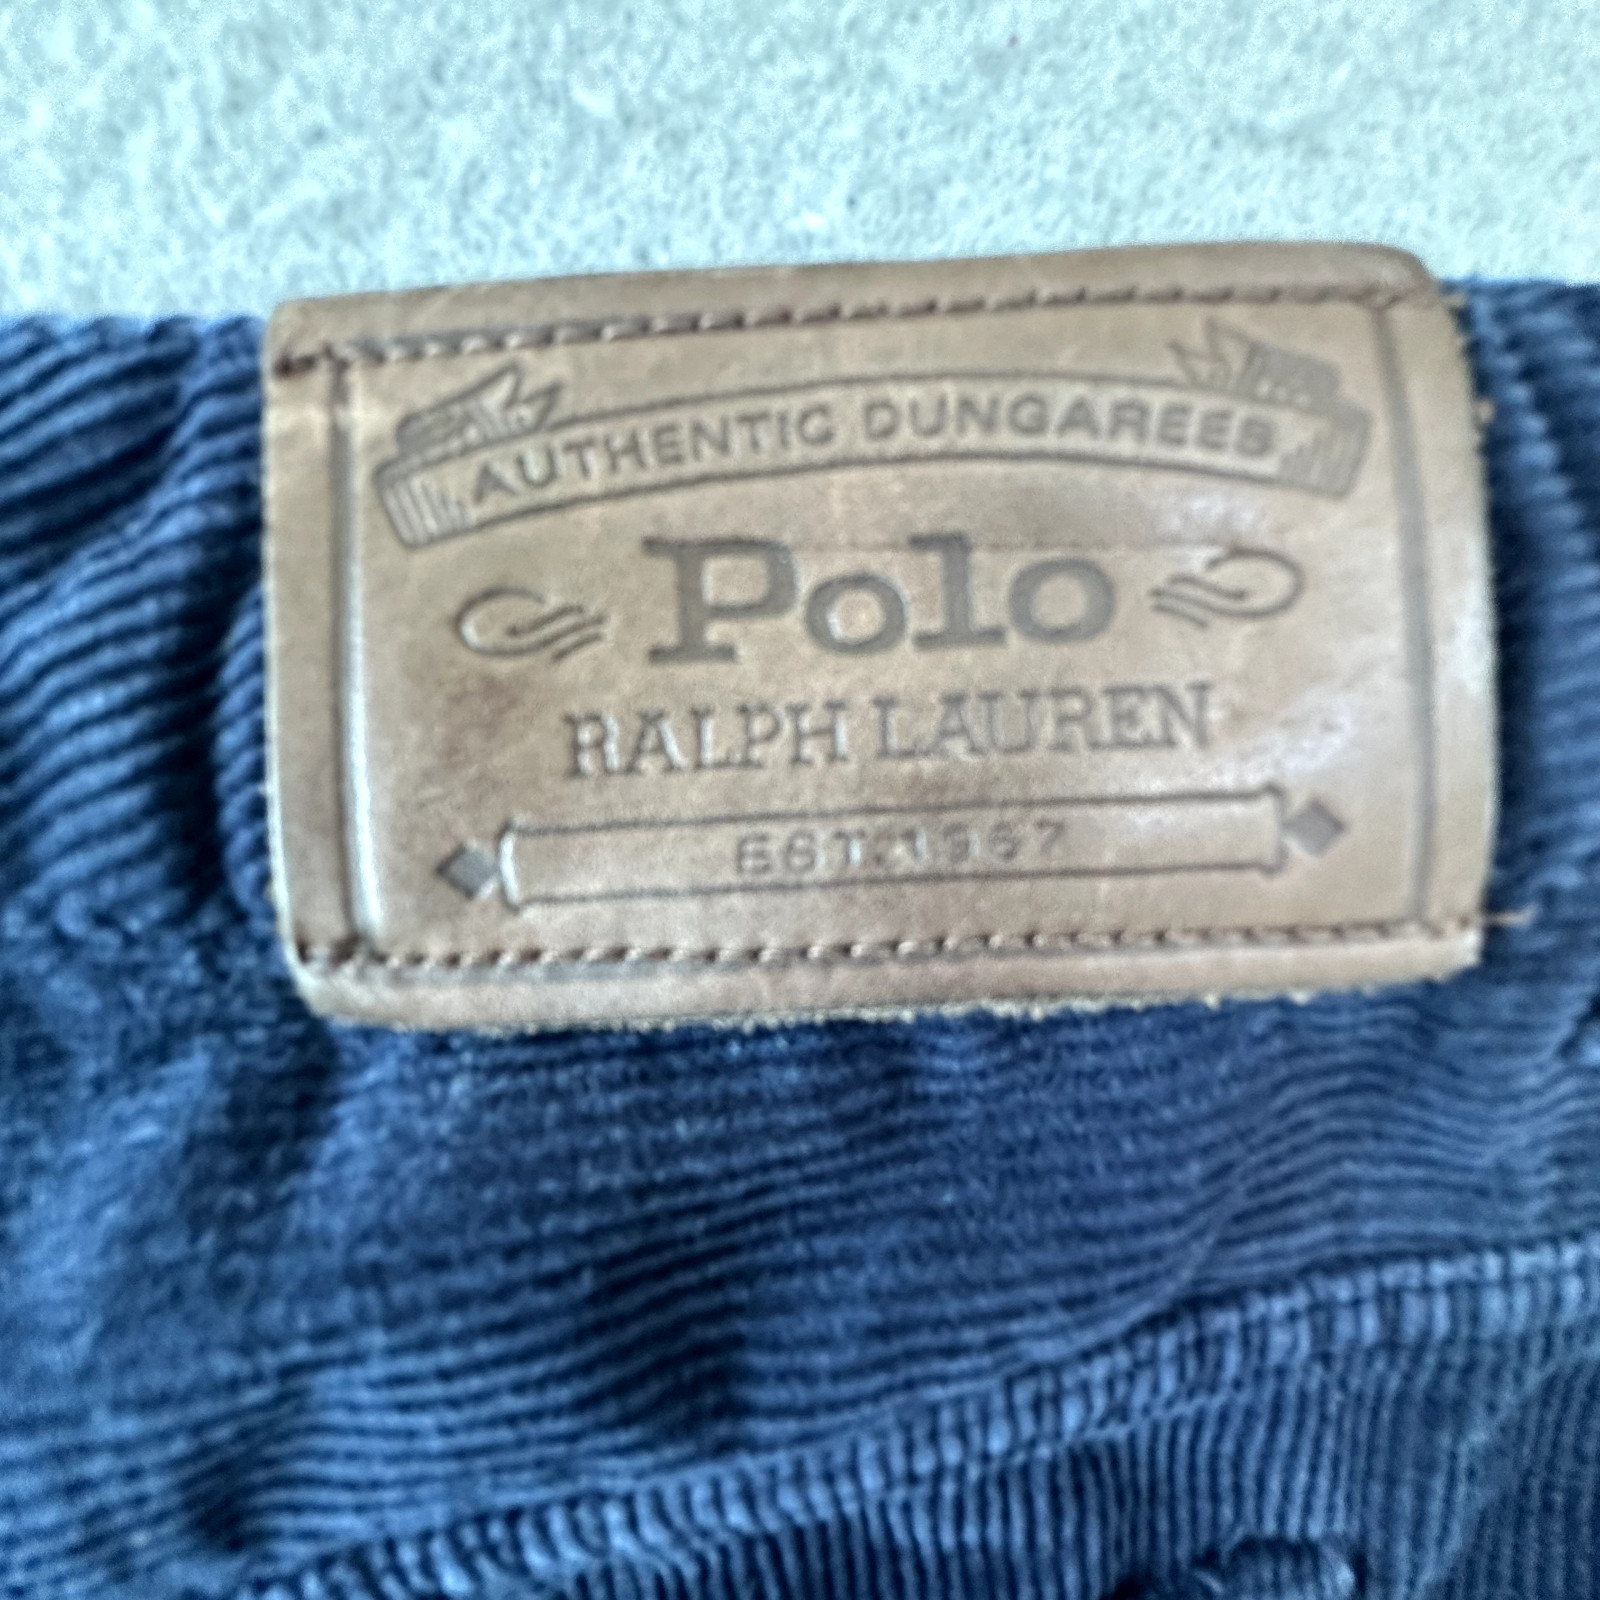 AUTHENTIC DUNGAREES
Polo
RALPH LAUREN
EST. 1967